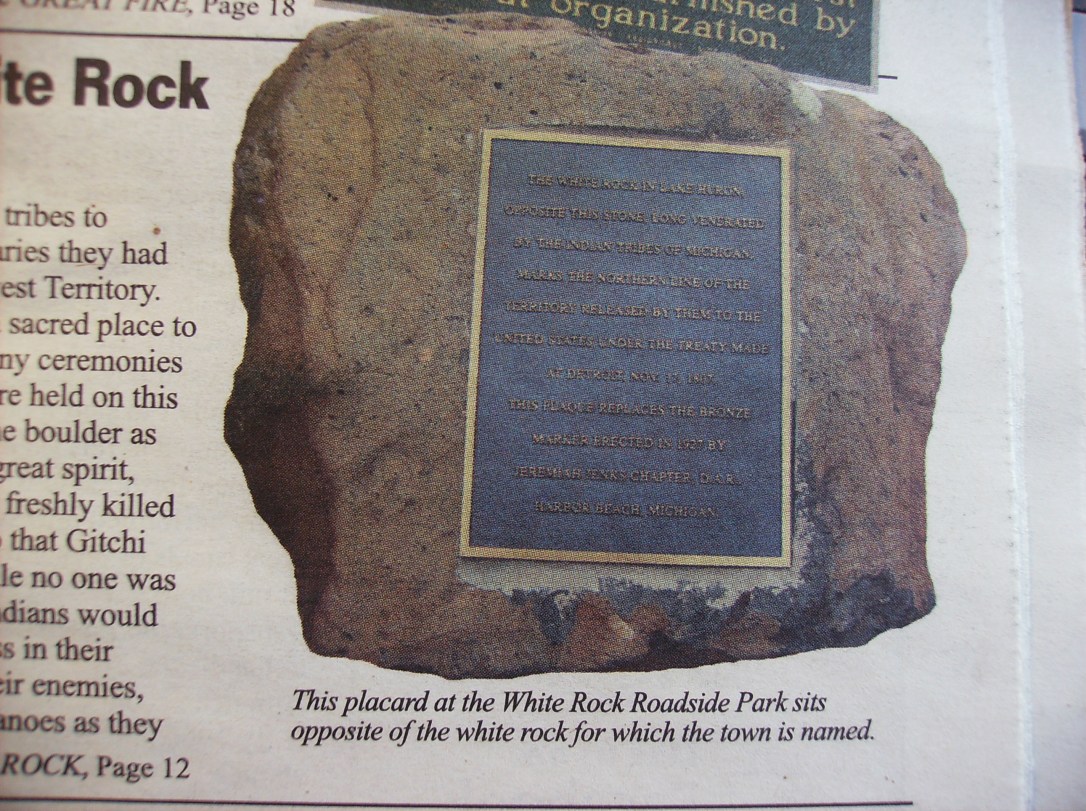 GREAT FIRE, Page 18
furnished by
organization.
ite Rock
tribes to
ries they had
est Territory.
sacred place to
ny ceremonies
re held on this
e boulder as
great spirit,
freshly killed
that Gitchi
le no one was
dians would
s in their
eir enemies,
anoes as they
ROCK, Page 12
THE WHITE ROCK IN LAKE HURON,
OPPOSITE THIS STONE, LONG VENERATED
BY THE INDIAN TRIBES OF MICHIGAN,
MARKS THE NORTHERN LINE OF THE
TERRITORY RELEASED BY THEM TO THE
UNITED STATES UNDER THE TREATY MADE
AT DETROIT, NOV. 17, 1807.
THIS PLAQUE REPLACES THE BRONZE
MARKER ERECTED IN 1927 BY
JEREMIAH JENKS CHAPTER, D.A.R.
HARBOR BEACH, MICHIGAN
This placard at the White Rock Roadside Park sits
opposite of the white rock for which the town is named.